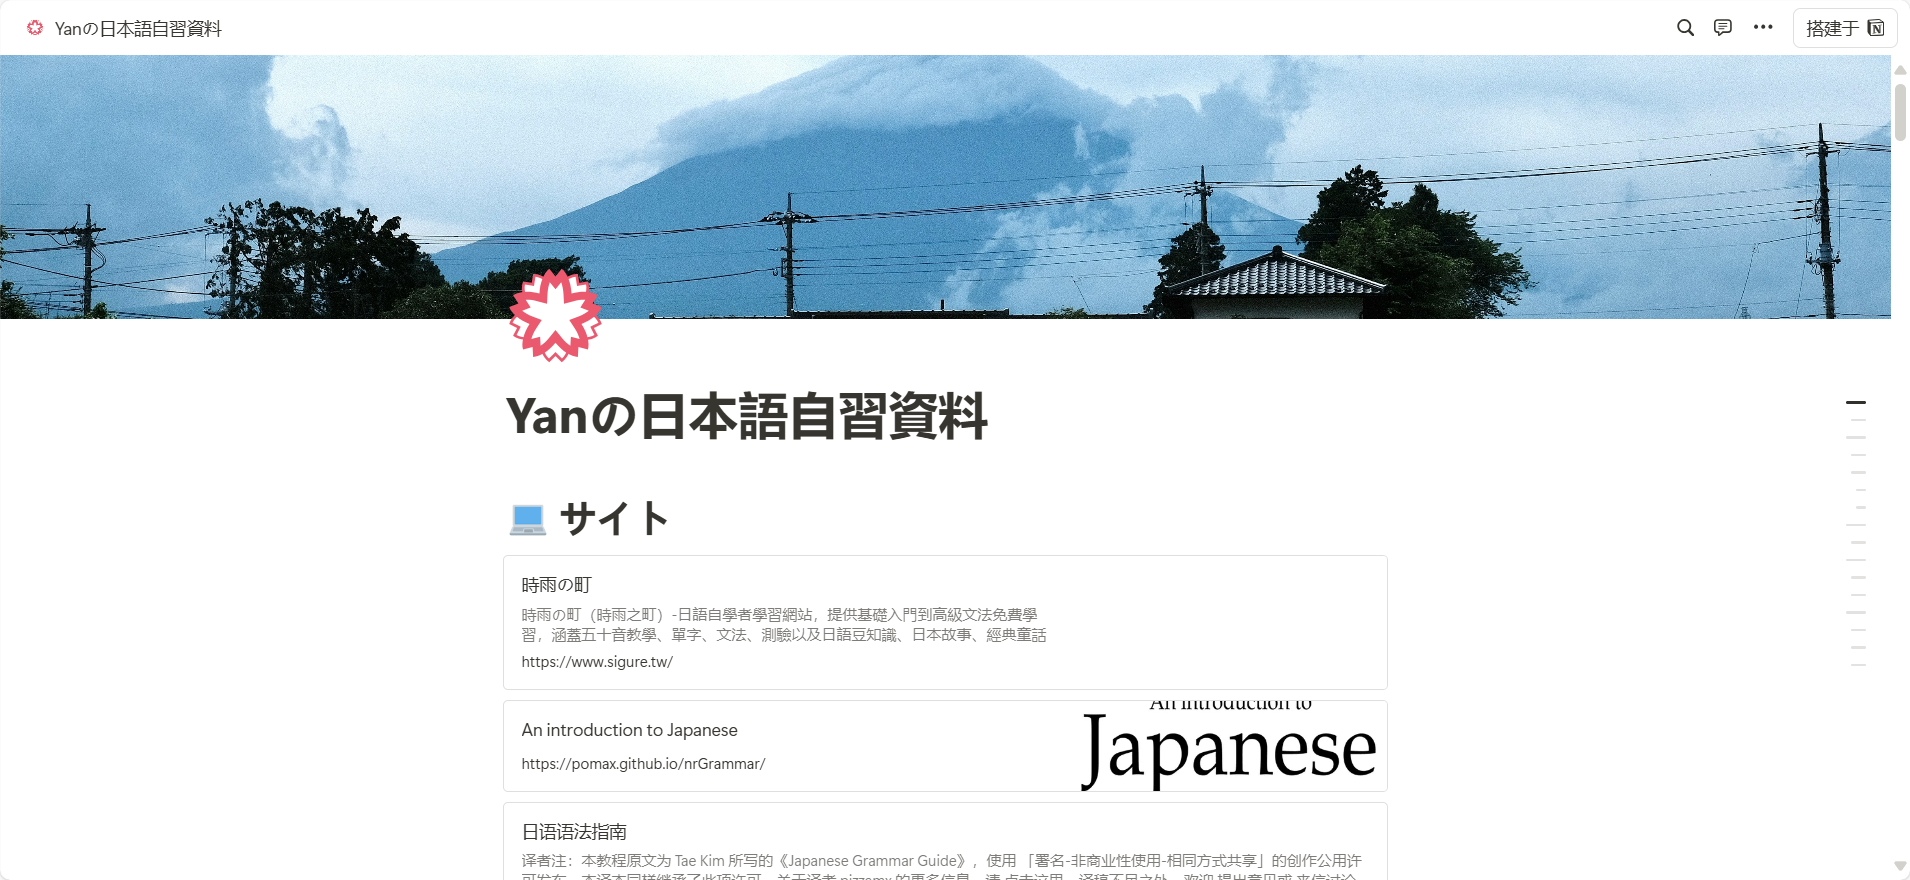 Yanの日本語自習資料
搭建于
Yanの日本語自習資料
サイト
時雨の町
時雨の町（時雨之町）-日語自學者學習網站，提供基礎入門到高級文法免費學
習，涵蓋五十音教學、單字、文法、測驗以及日語豆知識、日本故事、經典童話
https://www.sigure.tw/
An introduction to Japanese
https://pomax.github.io/nrGrammar/
An introduction to
Japanese
日语语法指南
译者注：本教程原文为 Tae Kim 所写的《Japanese Grammar Guide》，使用 「署名-非商业性使用-相同方式共享」的创作公用许